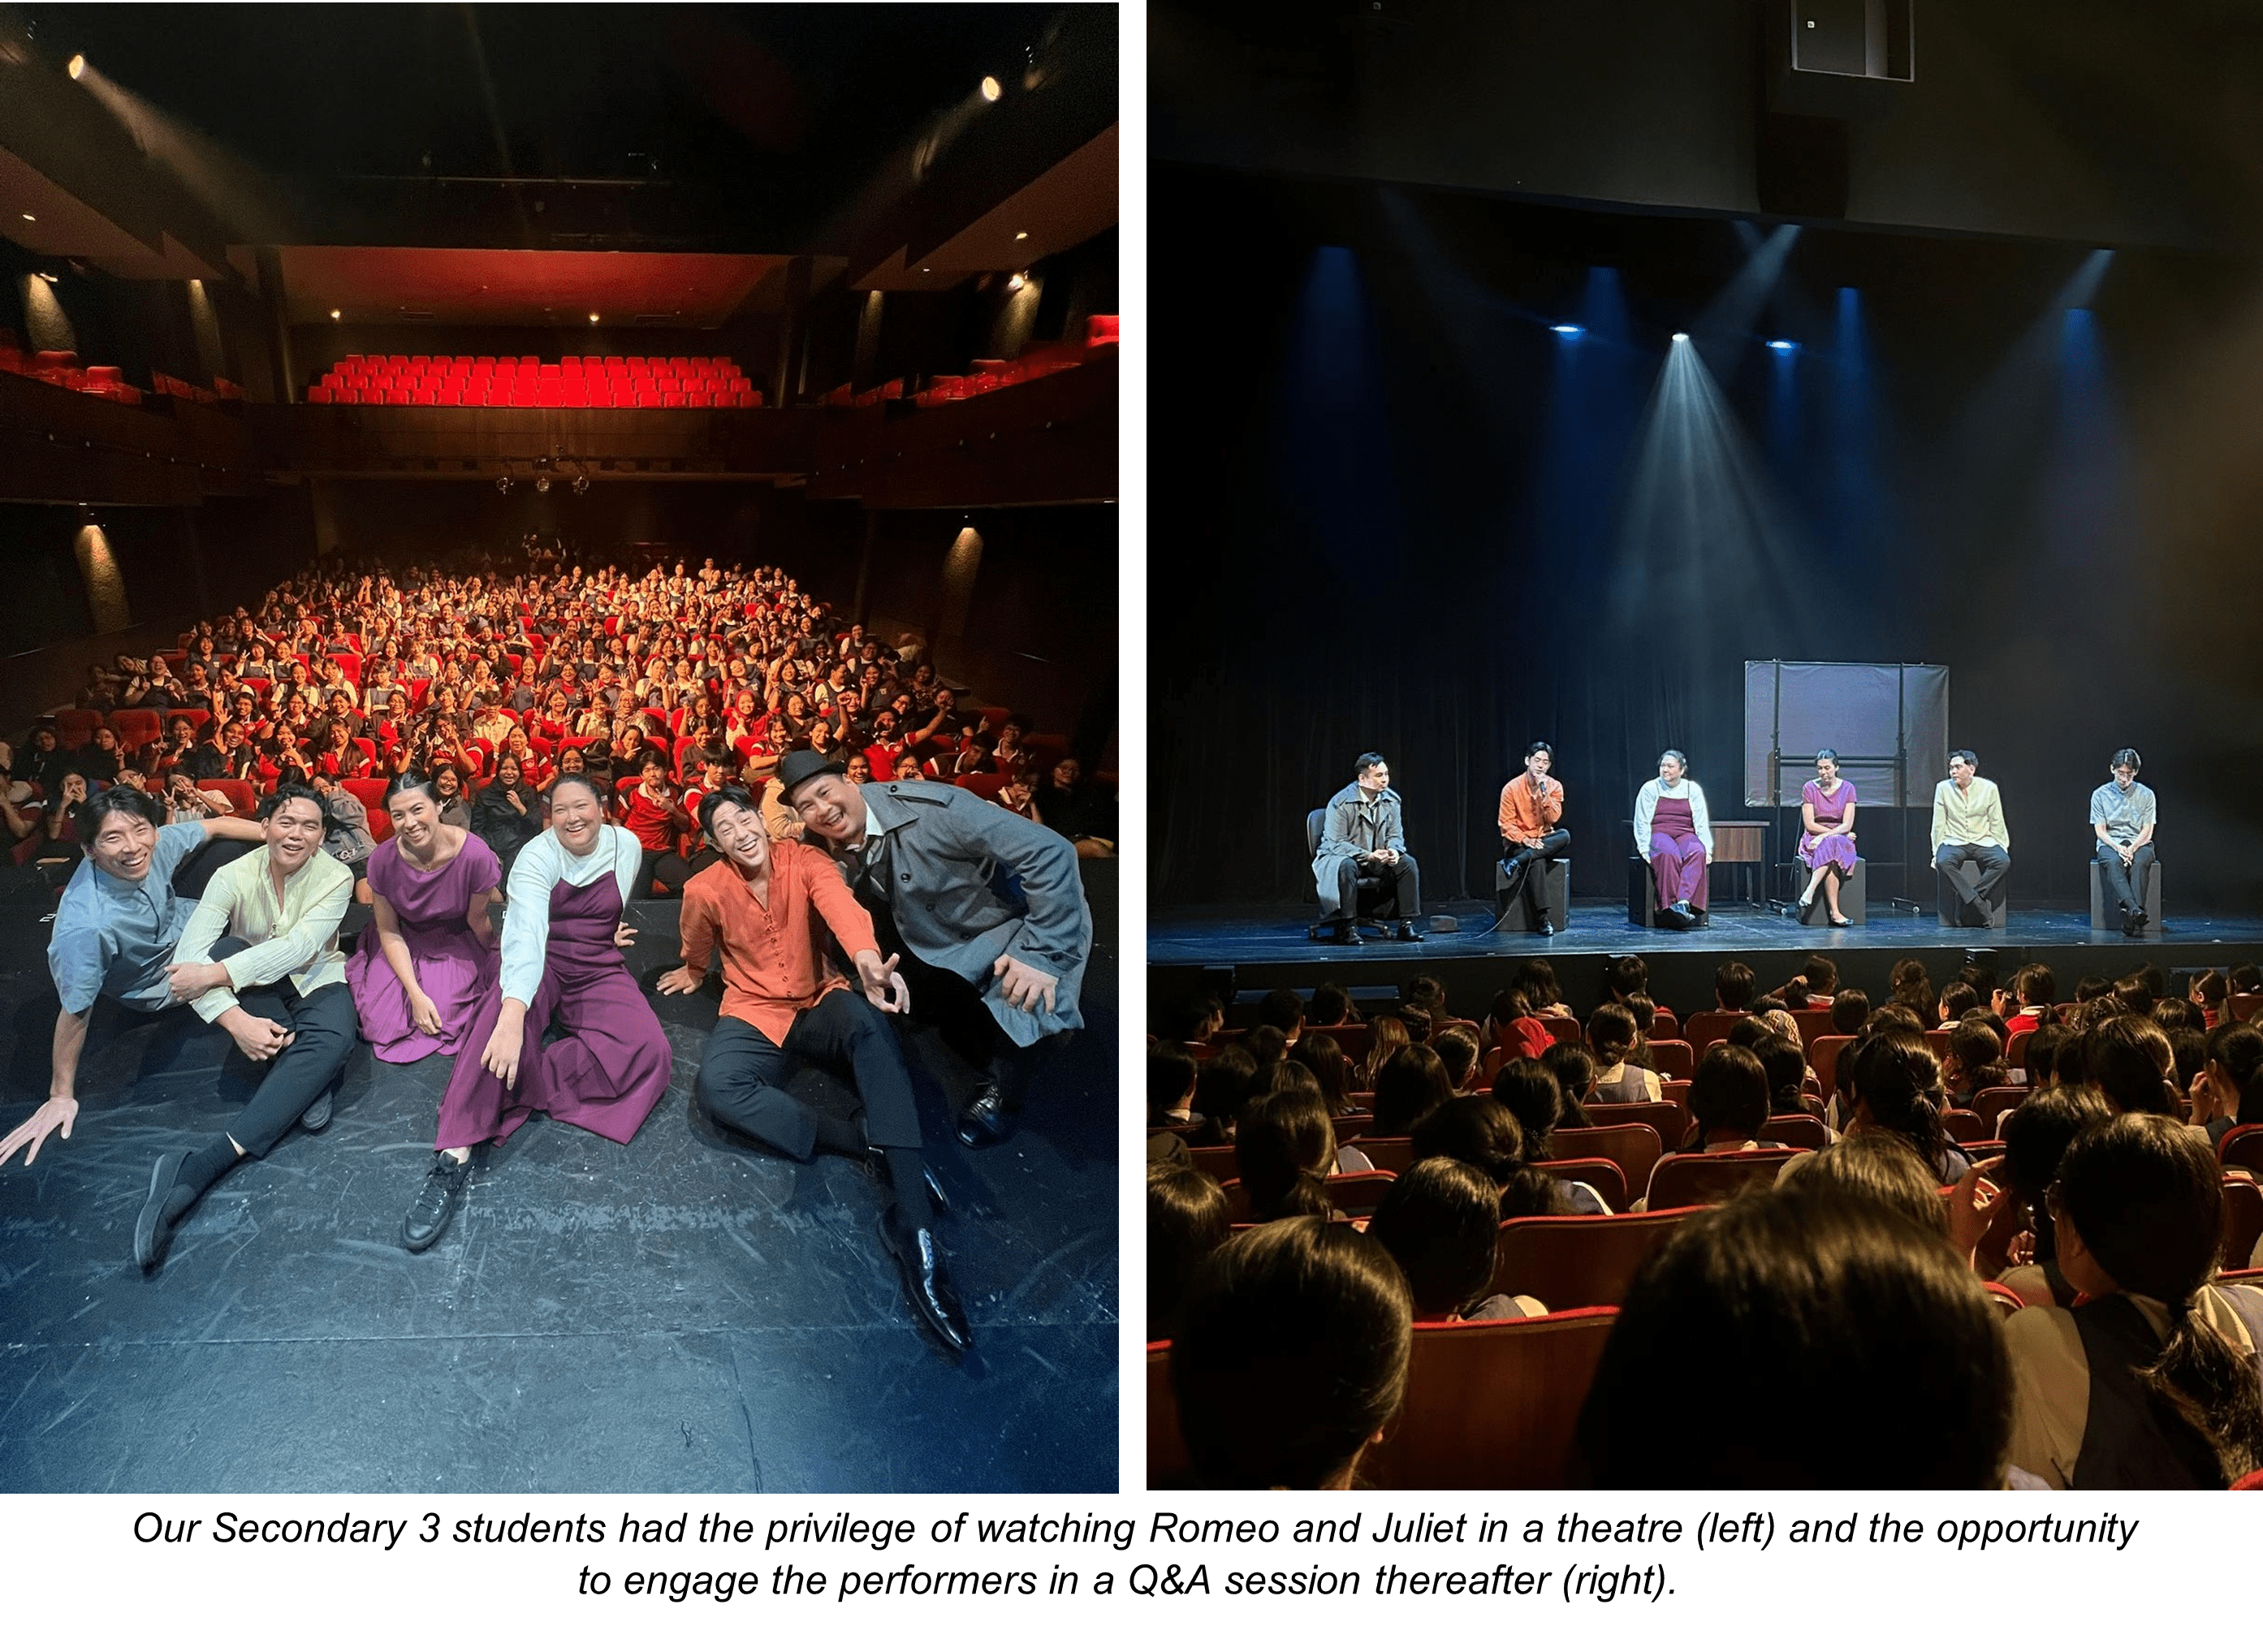 Our Secondary 3 students had the privilege of watching Romeo and Juliet in a theatre (left) and the opportunity
to engage the performers in a Q&A session thereafter (right).